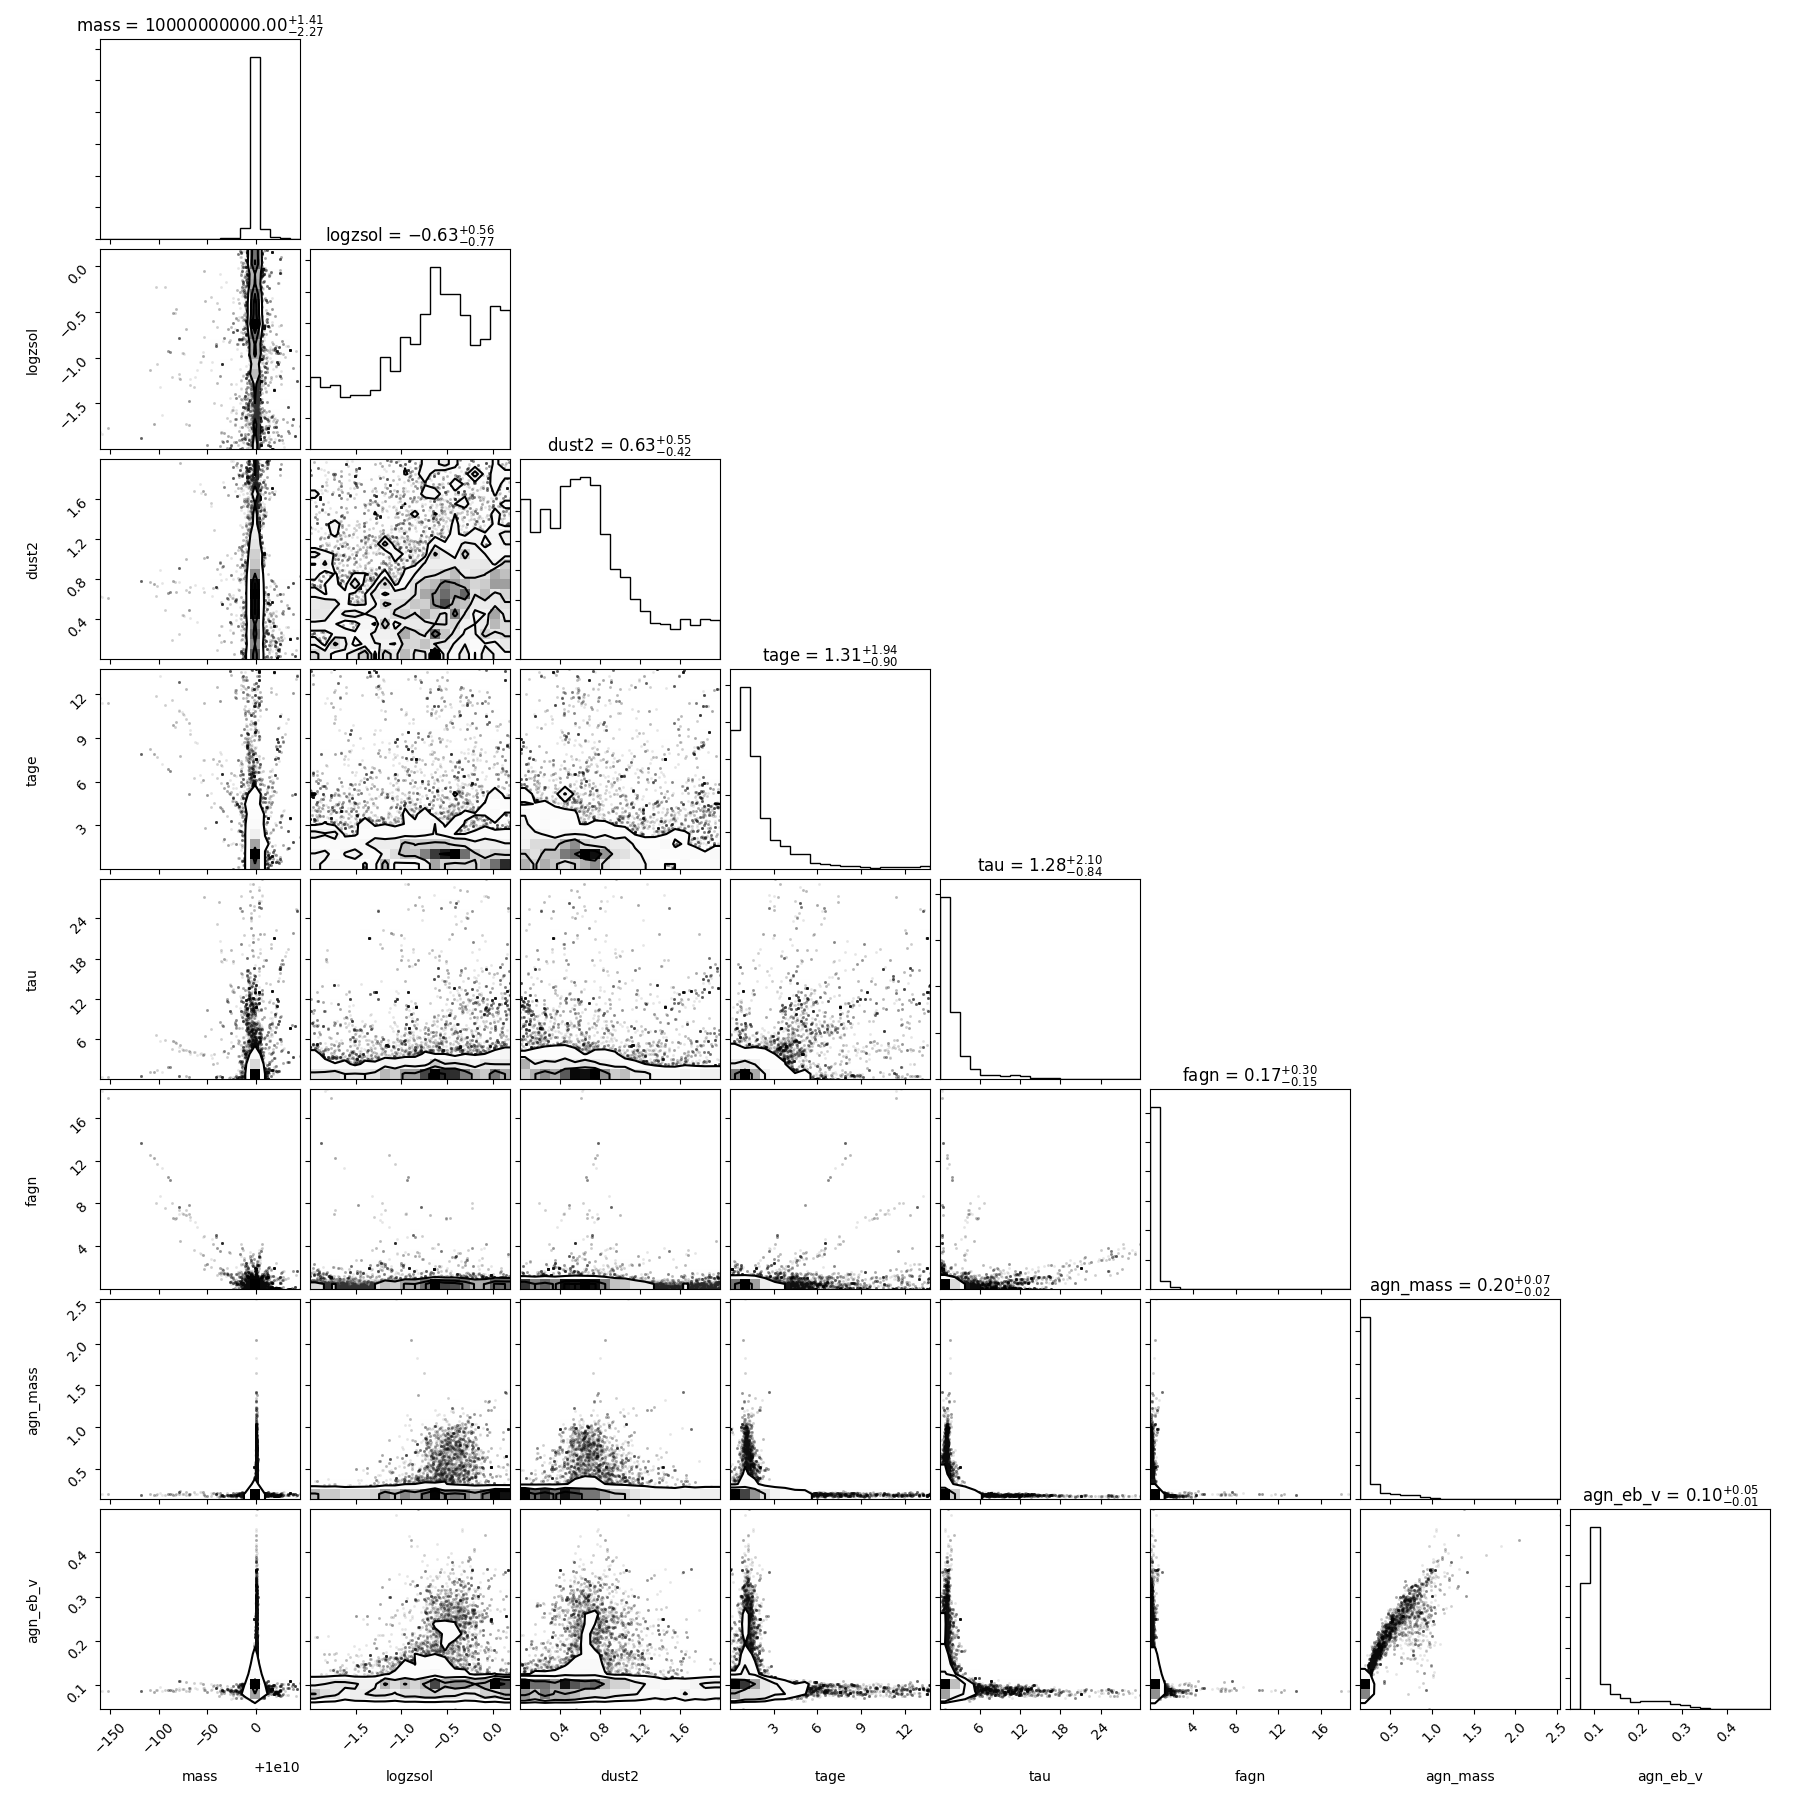 mass = 10000000000.00+1.41 −2.27
logzsol = −0.63+0.56 −0.77
0.0
−0.5
−1.0
−1.5
logzsol
dust2 = 0.63+0.55 −0.42
1.6
1.2
0.8
0.4
dust2
tage = 1.31+1.94 −0.90
12
9
6
3
tage
tau = 1.28+2.10 −0.84
24
18
12
6
tau
fagn = 0.17+0.30 −0.15
16
12
8
4
fagn
agn_mass = 0.20+0.07 −0.02
2.5
2.0
1.5
1.0
0.5
agn_mass
agn_eb_v = 0.10+0.05 −0.01
0.4
0.3
0.2
0.1
agn_eb_v
−150 −100 −50 0 −1.5 −1.0 −0.5 0.0 0.4 0.8 1.2 1.6 3 6 9 12 6 12 18 24 4 8 12 16 0.5 1.0 1.5 2.0 2.5 0.1 0.2 0.3 0.4
+1e10
mass logzsol dust2 tage tau fagn agn_mass agn_eb_v